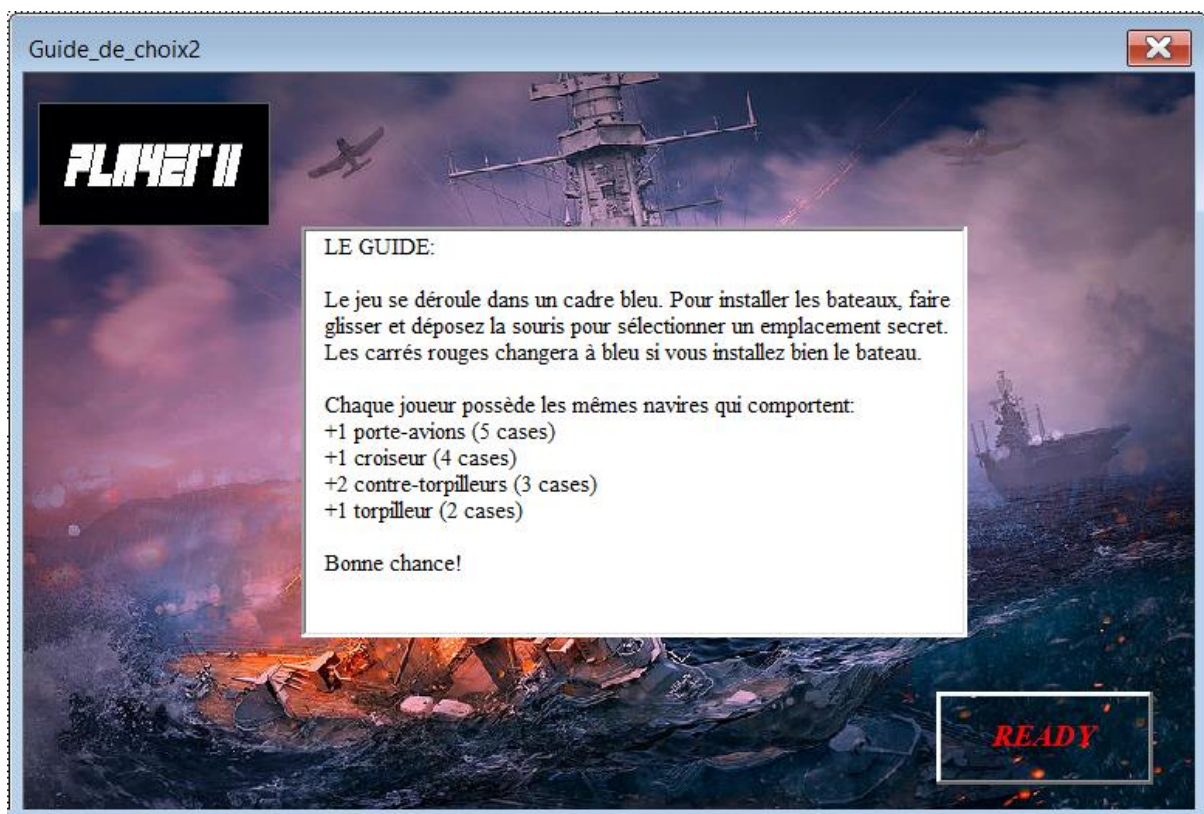 Guide_de_choix2
PLAYER II
LE GUIDE:
Le jeu se déroule dans un cadre bleu. Pour installer les bateaux, faire
glisser et déposez la souris pour sélectionner un emplacement secret.
Les carrés rouges changera à bleu si vous installez bien le bateau.
Chaque joueur possède les mêmes navires qui comportent:
+1 porte-avions (5 cases)
+1 croiseur (4 cases)
+2 contre-torpilleurs (3 cases)
+1 torpilleur (2 cases)
Bonne chance!
READY